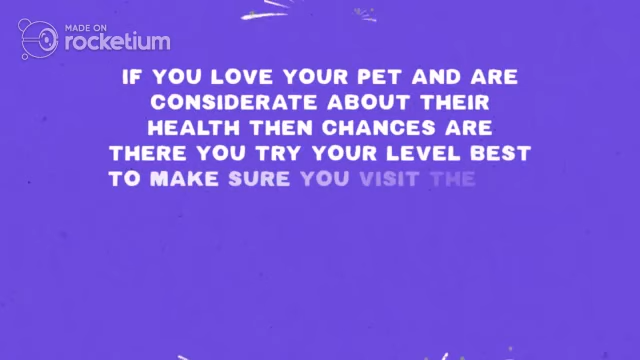 MADE ON
rocketium
IF YOU LOVE YOUR PET AND ARE
CONSIDERATE ABOUT THEIR
HEALTH THEN CHANCES ARE
THERE YOU TRY YOUR LEVEL BEST
TO MAKE SURE YOU VISIT THE